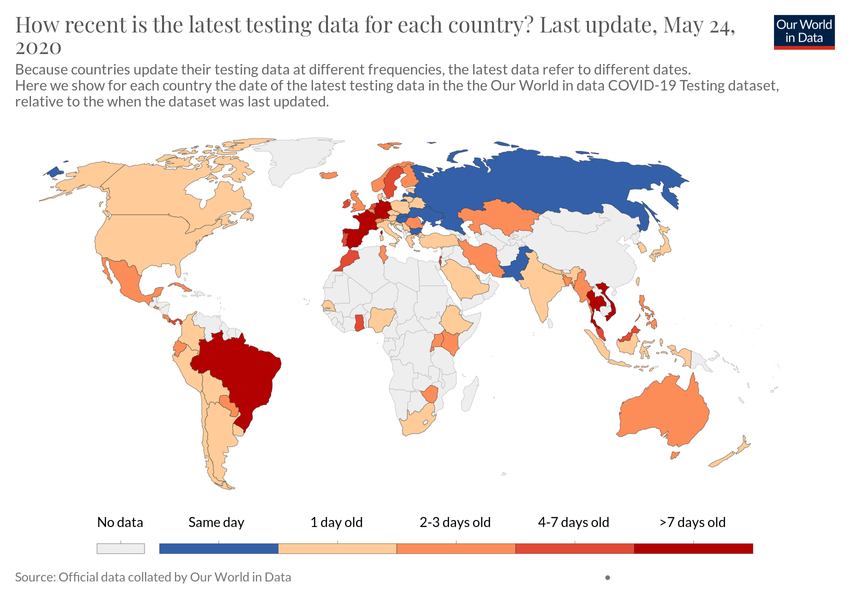 How recent is the latest testing data for each country? Last update, May 24,
2020
Our World
in Data
Because countries update their testing data at different frequencies, the latest data refer to different dates.
Here we show for each country the date of the latest testing data in the the Our World in data COVID-19 Testing dataset,
relative to the when the dataset was last updated.
No data
Same day
1 day old
2-3 days old
4-7 days old
>7 days old
Source: Official data collated by Our World in Data